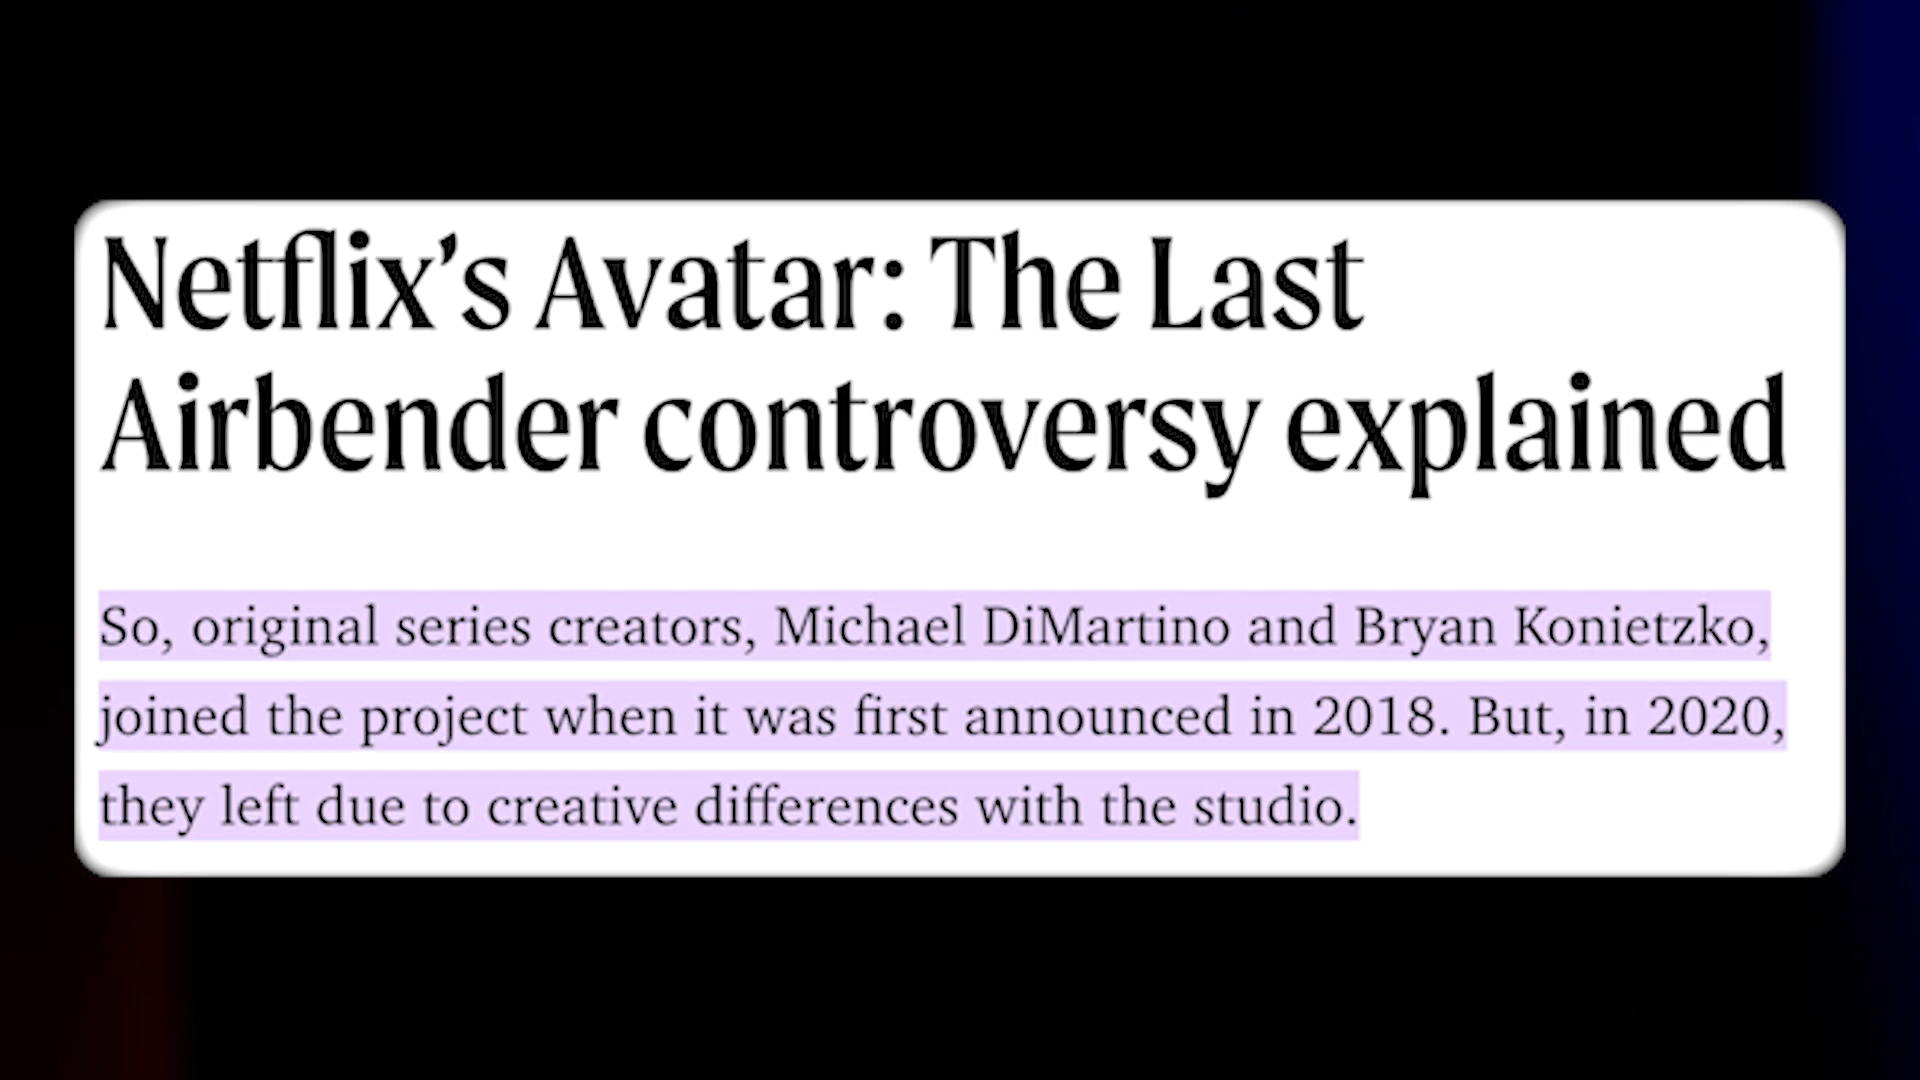 Netflix’s Avatar: The Last
Airbender controversy explained
So, original series creators, Michael DiMartino and Bryan Konietzko,
joined the project when it was first announced in 2018. But, in 2020,
they left due to creative differences with the studio.